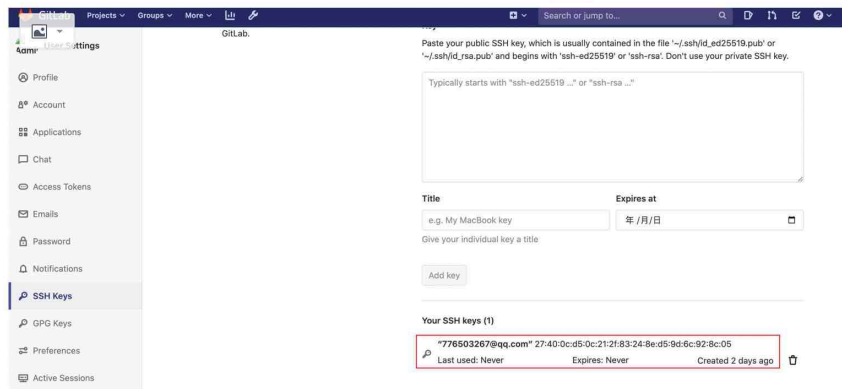 GitLab Projects Groups More Search or jump to...
User Settings
Profile
Account
Applications
Chat
Access Tokens
Emails
Password
Notifications
SSH Keys
GPG Keys
Preferences
Active Sessions
GitLab.
Paste your public SSH key, which is usually contained in the file '~/.ssh/id_ed25519.pub' or
'~/.ssh/id_rsa.pub' and begins with 'ssh-ed25519' or 'ssh-rsa'. Don't use your private SSH key.
Typically starts with "ssh-ed25519 ..." or "ssh-rsa ..."
Title Expires at
e.g. My MacBook key 年 /月/日
Give your individual key a title
Add key
Your SSH keys (1)
"776503267@qq.com" 27:40:0c:d5:0c:21:2f:83:24:8e:d5:9d:6c:92:8c:05
Last used: Never Expires: Never Created 2 days ago